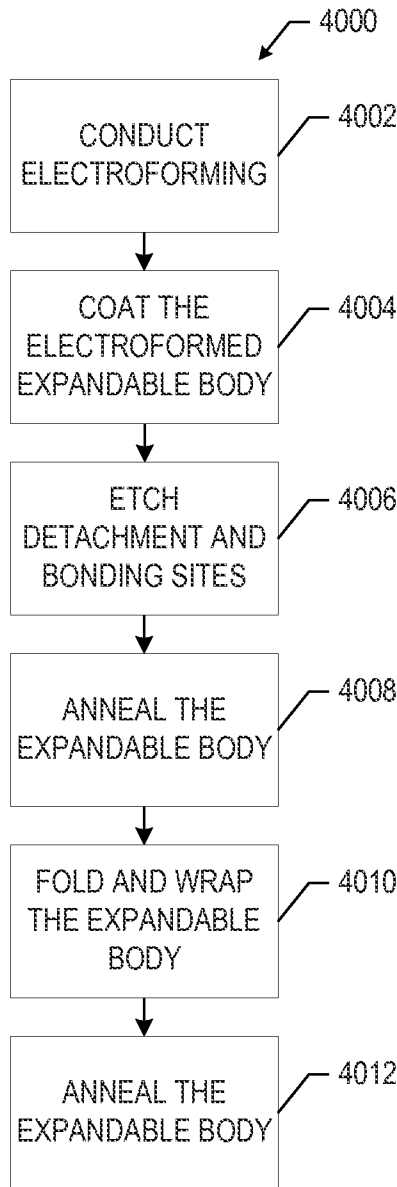 4000
CONDUCT
ELECTROFORMING
4002
COAT THE
ELECTROFORMED
EXPANDABLE BODY
4004
ETCH
DETACHMENT AND
BONDING SITES
4006
ANNEAL THE
EXPANDABLE BODY
4008
FOLD AND WRAP
THE EXPANDABLE
BODY
4010
ANNEAL THE
EXPANDABLE BODY
4012